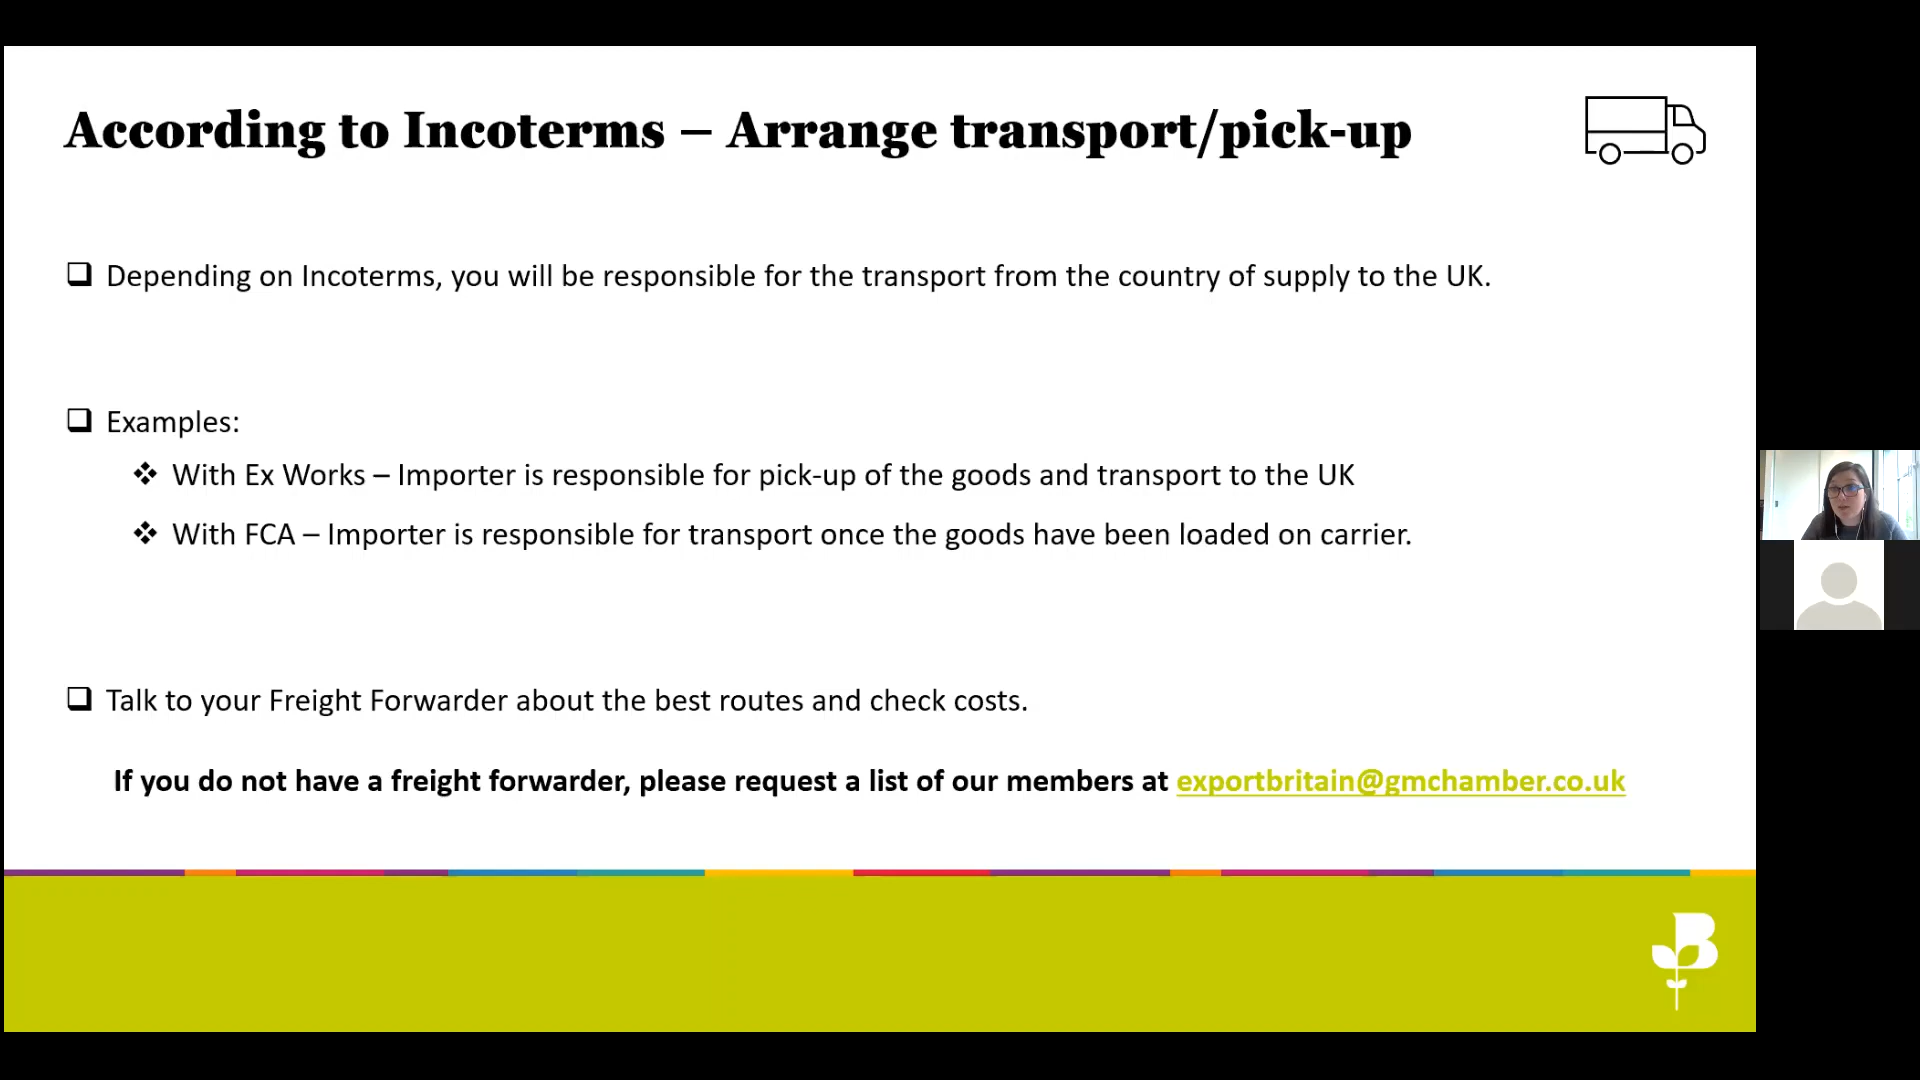 According to Incoterms – Arrange transport/pick-up
Depending on Incoterms, you will be responsible for the transport from the country of supply to the UK.
Examples:
With Ex Works – Importer is responsible for pick-up of the goods and transport to the UK
With FCA – Importer is responsible for transport once the goods have been loaded on carrier.
Talk to your Freight Forwarder about the best routes and check costs.
If you do not have a freight forwarder, please request a list of our members at exportbritain@gmchamber.co.uk